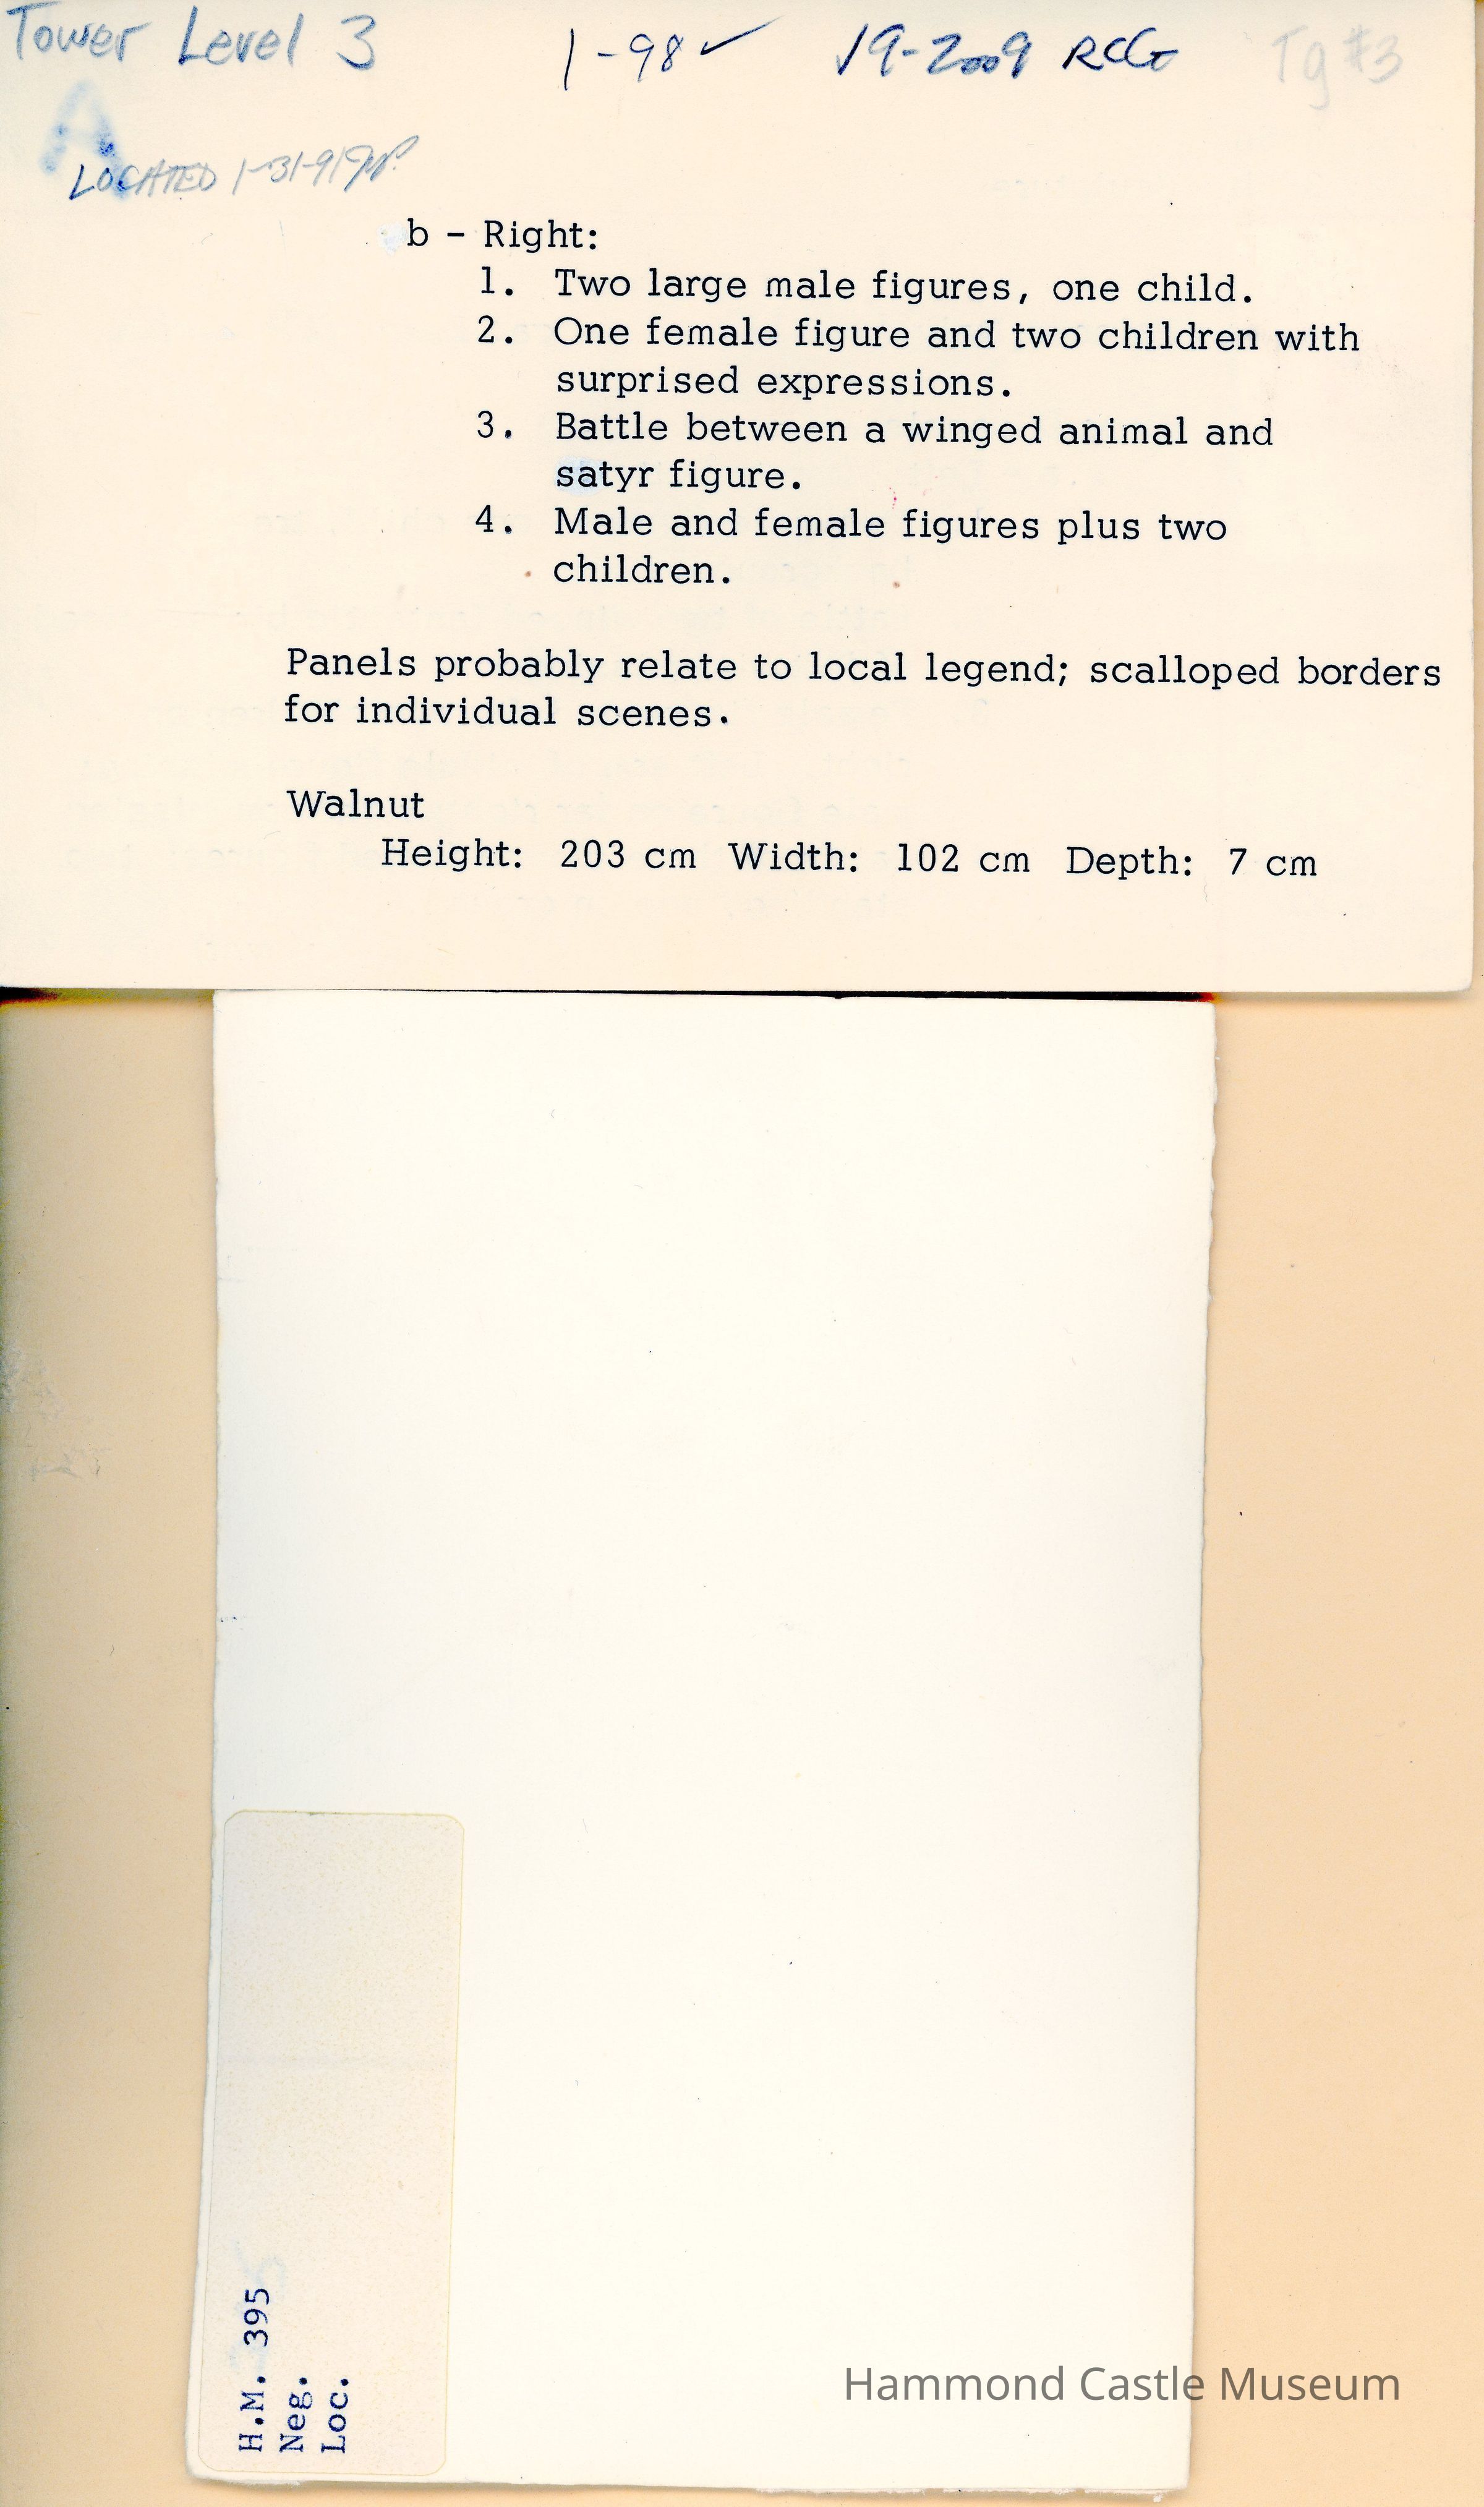 Tower Level 3 1-98 ✓ 19-2009 RCG Tg #3
A
LOCATED 1-31-91
b - Right:
1. Two large male figures, one child.
2. One female figure and two children with
surprised expressions.
3. Battle between a winged animal and
satyr figure.
4. Male and female figures plus two
children.
Panels probably relate to local legend; scalloped borders
for individual scenes.
Walnut
Height: 203 cm Width: 102 cm Depth: 7 cm
H.M. 395
Neg.
Loc.
Hammond Castle Museum